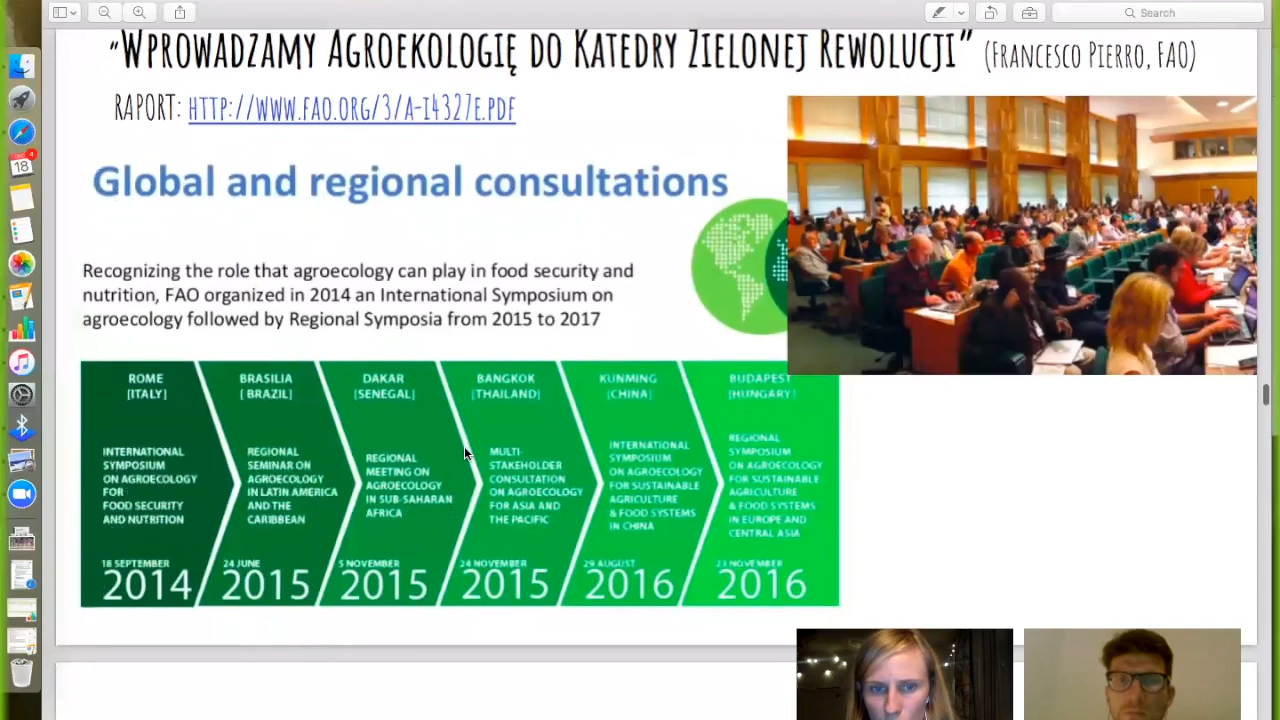 Search
"WPROWADZAMY AGROEKOLOGIĘ DO KATEDRY ZIELONEJ REWOLUCJI" (FRANCESCO PIERRO, FAO)
RAPORT: HTTP://WWW.FAO.ORG/3/A-I4327E.PDF
Global and regional consultations
Recognizing the role that agroecology can play in food security and
nutrition, FAO organized in 2014 an International Symposium on
agroecology followed by Regional Symposia from 2015 to 2017
ROME
[ITALY]
INTERNATIONAL
SYMPOSIUM
ON AGROECOLOGY
FOR
FOOD SECURITY
AND NUTRITION
18 SEPTEMBER
2014
BRASILIA
[ BRAZIL]
REGIONAL
SEMINAR ON
AGROECOLOGY
IN LATIN AMERICA
AND THE
CARIBBEAN
24 JUNE
2015
DAKAR
[SENEGAL]
REGIONAL
MEETING ON
AGROECOLOGY
IN SUB-SAHARAN
AFRICA
5 NOVEMBER
2015
BANGKOK
[THAILAND]
MULTI-
STAKEHOLDER
CONSULTATION
ON AGROECOLOGY
FOR ASIA AND
THE PACIFIC
24 NOVEMBER
2015
KUNMING
[CHINA]
INTERNATIONAL
SYMPOSIUM
ON AGROECOLOGY
FOR SUSTAINABLE
AGRICULTURE
& FOOD SYSTEMS
IN CHINA
29 AUGUST
2016
BUDAPEST
[HUNGARY]
REGIONAL
SYMPOSIUM
ON AGROECOLOGY
FOR SUSTAINABLE
AGRICULTURE
& FOOD SYSTEMS
IN EUROPE AND
CENTRAL ASIA
23 NOVEMBER
2016
4
18